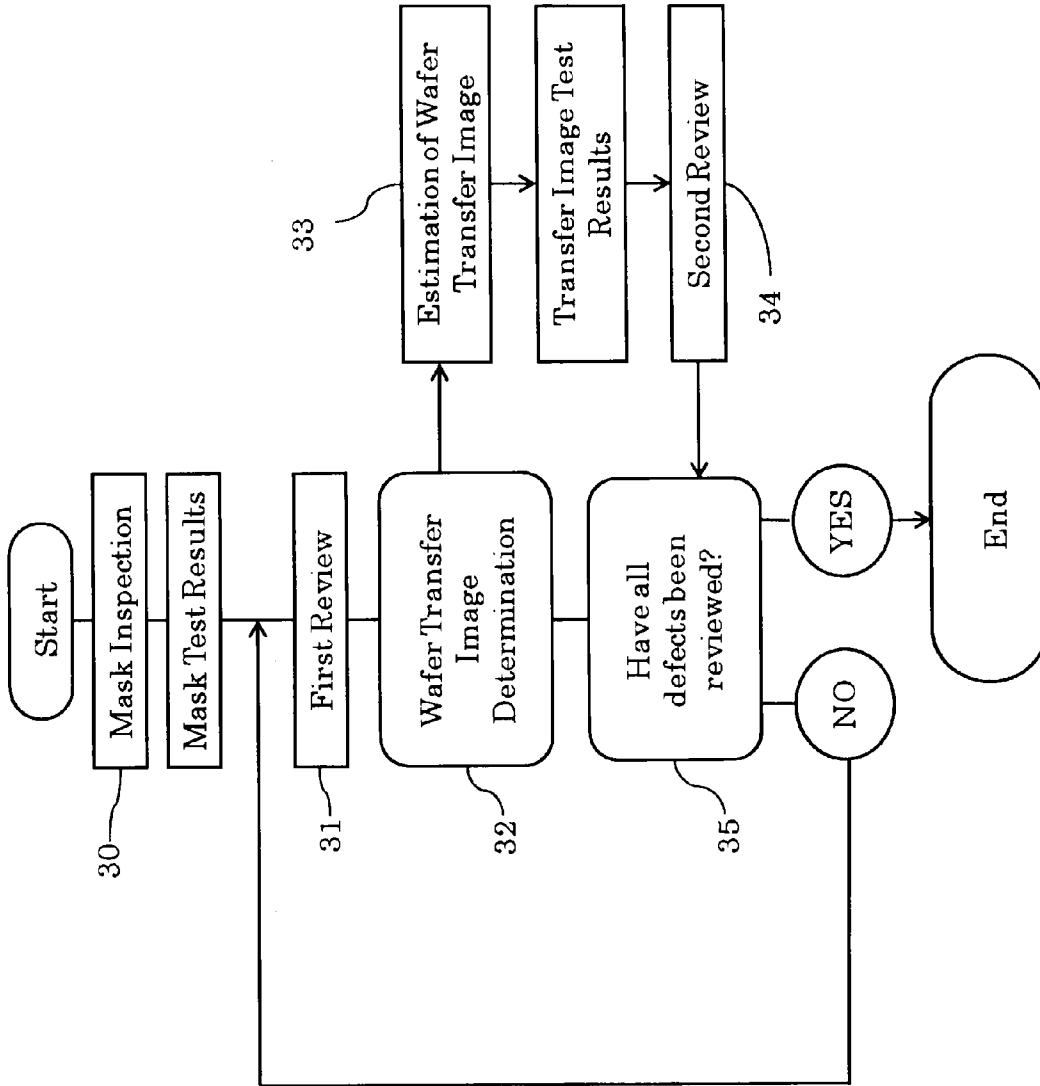 Start
Mask Inspection
30
Mask Test Results
First Review
31
Wafer Transfer
Image
Determination
32
Estimation of Wafer
Transfer Image
33
Transfer Image Test
Results
Second Review
34
Have all
defects been
reviewed?
35
NO
YES
End